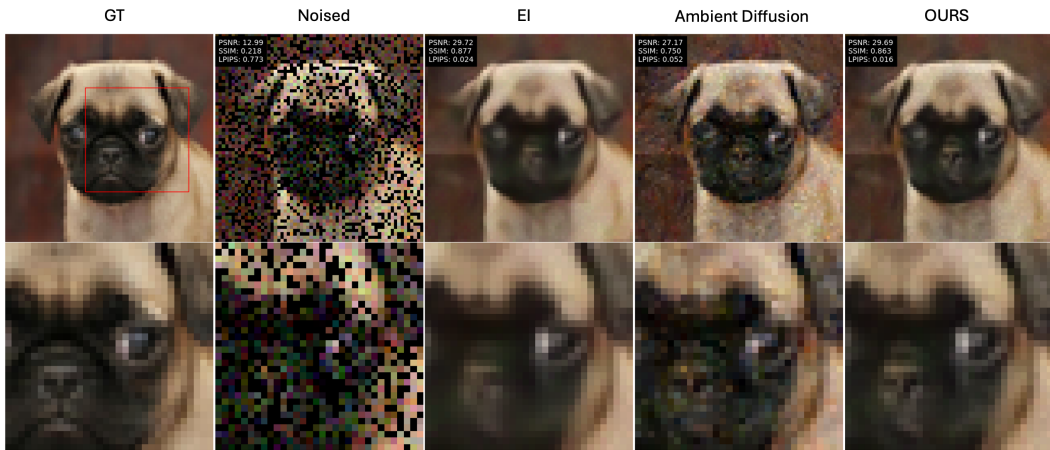 GT
Noised
EI
Ambient Diffusion
OURS
PSNR: 12.99
SSIM: 0.218
LPIPS: 0.773
PSNR: 29.72
SSIM: 0.877
LPIPS: 0.024
PSNR: 27.17
SSIM: 0.750
LPIPS: 0.052
PSNR: 29.69
SSIM: 0.863
LPIPS: 0.016